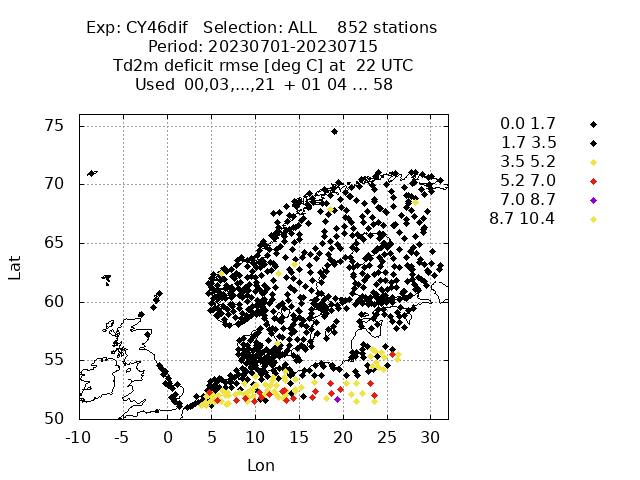 Exp: CY46dif   Selection: ALL    852 stations
Period: 20230701-20230715
Td2m deficit rmse [deg C] at  22 UTC
Used  00,03,...,21  + 01 04 ... 58
75
70
65
60
55
50
Lat
-10 -5 0 5 10 15 20 25 30
Lon
0.0 1.7
1.7 3.5
3.5 5.2
5.2 7.0
7.0 8.7
8.7 10.4